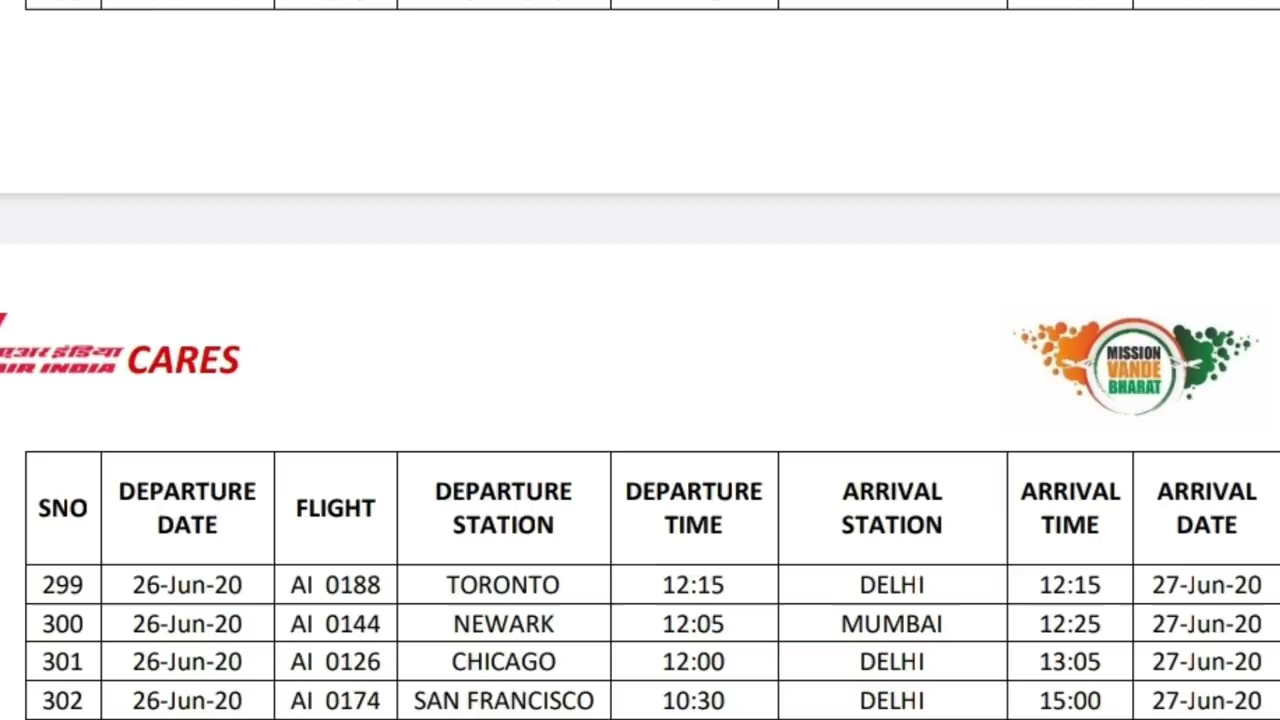 एअर इंडिया
AIR INDIA CARES
MISSION
VANDE
BHARAT
SNO DEPARTURE DATE FLIGHT DEPARTURE STATION DEPARTURE TIME ARRIVAL STATION ARRIVAL TIME ARRIVAL DATE
299 26-Jun-20 AI 0188 TORONTO 12:15 DELHI 12:15 27-Jun-20
300 26-Jun-20 AI 0144 NEWARK 12:05 MUMBAI 12:25 27-Jun-20
301 26-Jun-20 AI 0126 CHICAGO 12:00 DELHI 13:05 27-Jun-20
302 26-Jun-20 AI 0174 SAN FRANCISCO 10:30 DELHI 15:00 27-Jun-20